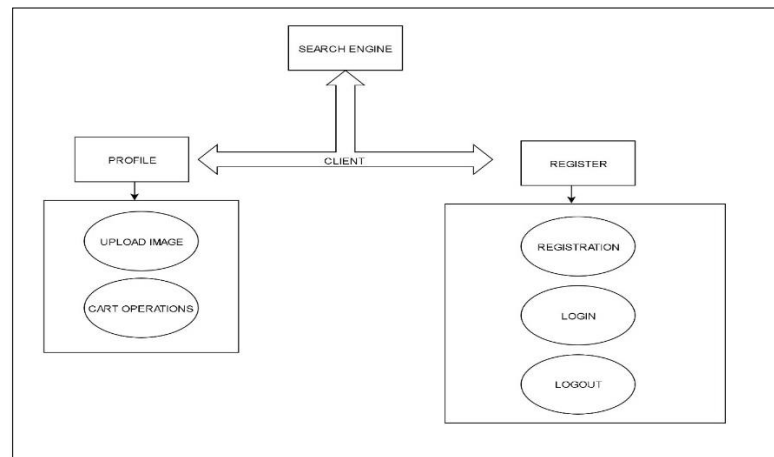 SEARCH ENGINE
PROFILE
CLIENT
REGISTER
UPLOAD IMAGE
CART OPERATIONS
REGISTRATION
LOGIN
LOGOUT